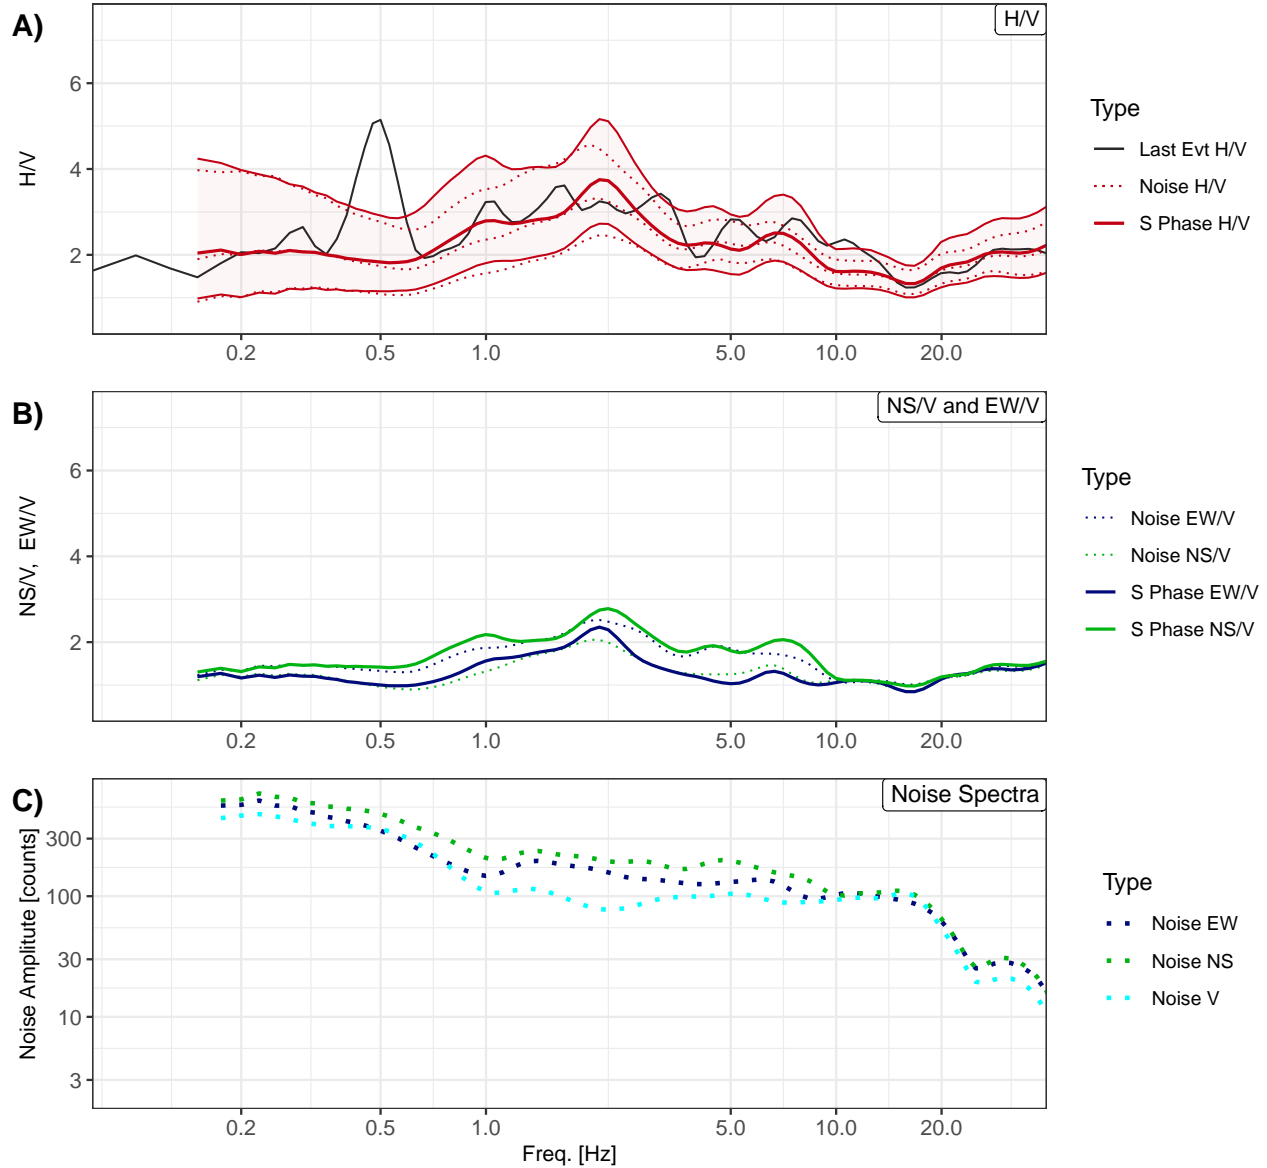 A)
H/V
6
4
2
H/V
0.2 0.5 1.0 5.0 10.0 20.0
Type
Last Evt H/V
Noise H/V
S Phase H/V
B)
NS/V and EW/V
6
4
2
NS/V, EW/V
0.2 0.5 1.0 5.0 10.0 20.0
Type
Noise EW/V
Noise NS/V
S Phase EW/V
S Phase NS/V
C)
Noise Spectra
300
100
30
10
3
Noise Amplitute [counts]
0.2 0.5 1.0 5.0 10.0 20.0
Freq. [Hz]
Type
Noise EW
Noise NS
Noise V